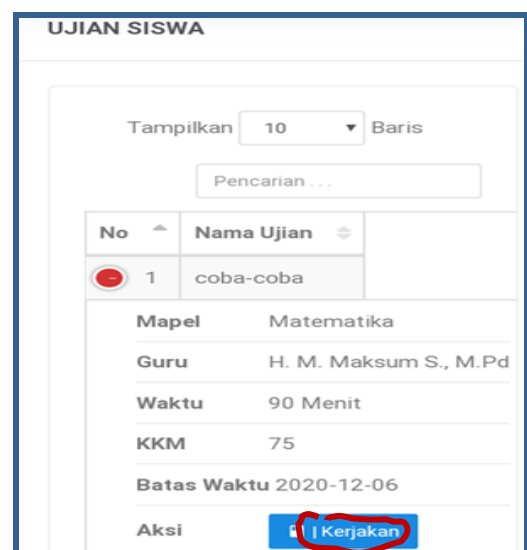 UJIAN SISWA
Tampilkan 10 Baris
Pencarian . . .
No Nama Ujian
1 coba-coba
Mapel Matematika
Guru H. M. Maksum S., M.Pd
Waktu 90 Menit
KKM 75
Batas Waktu 2020-12-06
Aksi | Kerjakan